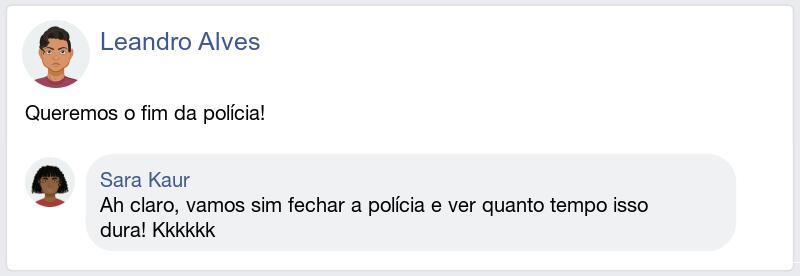 Leandro Alves
Queremos o fim da polícia!
Sara Kaur
Ah claro, vamos sim fechar a polícia e ver quanto tempo isso
dura! Kkkkkk